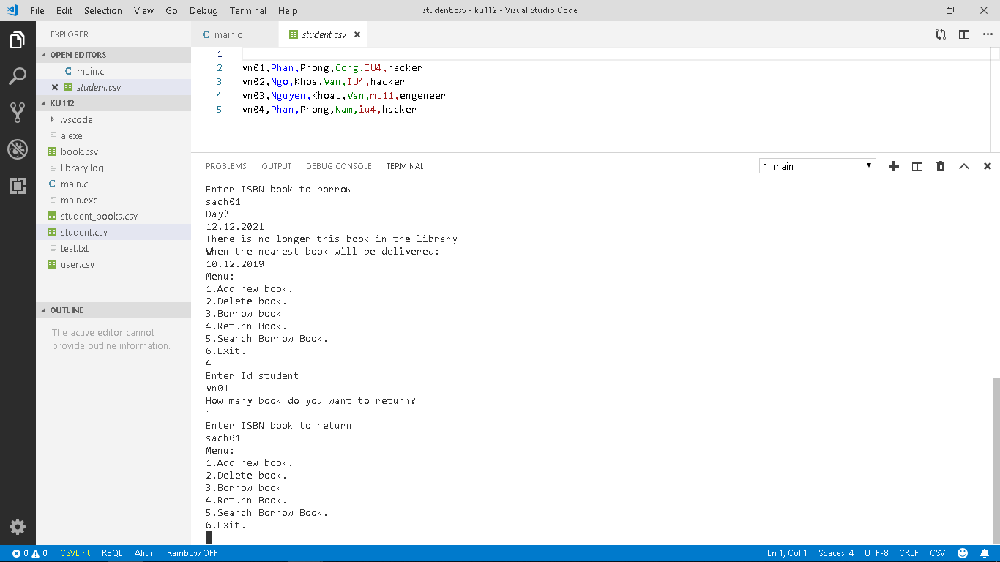 File Edit Selection View Go Debug Terminal Help student.csv - ku112 - Visual Studio Code
EXPLORER
OPEN EDITORS
main.c
student.csv
KU112
.vscode
a.exe
book.csv
library.log
main.c
main.exe
student_books.csv
student.csv
test.txt
user.csv
OUTLINE
The active editor cannot
provide outline information.
main.c student.csv
1
2 vn01,Phan,Phong,Cong,IU4,hacker
3 vn02,Ngo,Khoa,Van,IU4,hacker
4 vn03,Nguyen,Khoat,Van,mt11,engeneer
5 vn04,Phan,Phong,Nam,iu4,hacker
PROBLEMS OUTPUT DEBUG CONSOLE TERMINAL 1: main
Enter ISBN book to borrow
sach01
Day?
12.12.2021
There is no longer this book in the library
When the nearest book will be delivered:
10.12.2019
Menu:
1.Add new book.
2.Delete book.
3.Borrow book
4.Return Book.
5.Search Borrow Book.
6.Exit.
4
Enter Id student
vn01
How many book do you want to return?
1
Enter ISBN book to return
sach01
Menu:
1.Add new book.
2.Delete book.
3.Borrow book
4.Return Book.
5.Search Borrow Book.
6.Exit.
0 0 CSVLint RBQL Align Rainbow OFF Ln 1, Col 1 Spaces: 4 UTF-8 CRLF CSV